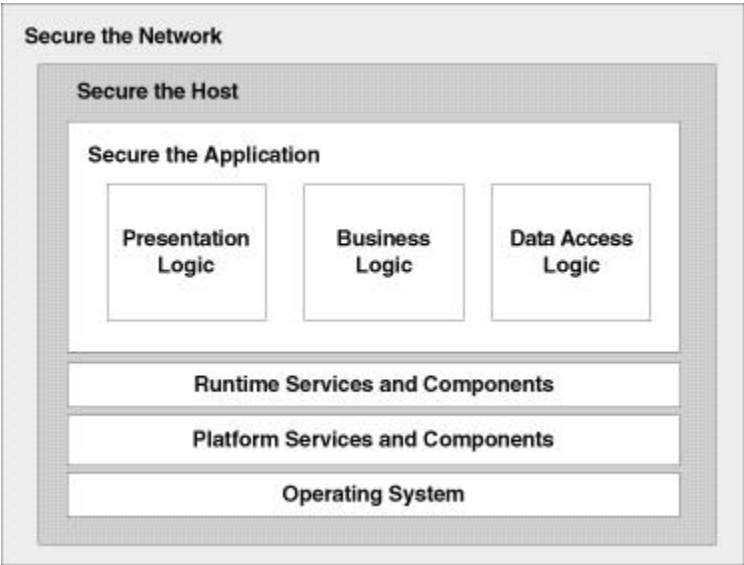 Secure the Network
Secure the Host
Secure the Application
Presentation
Logic
Business
Logic
Data Access
Logic
Runtime Services and Components
Platform Services and Components
Operating System